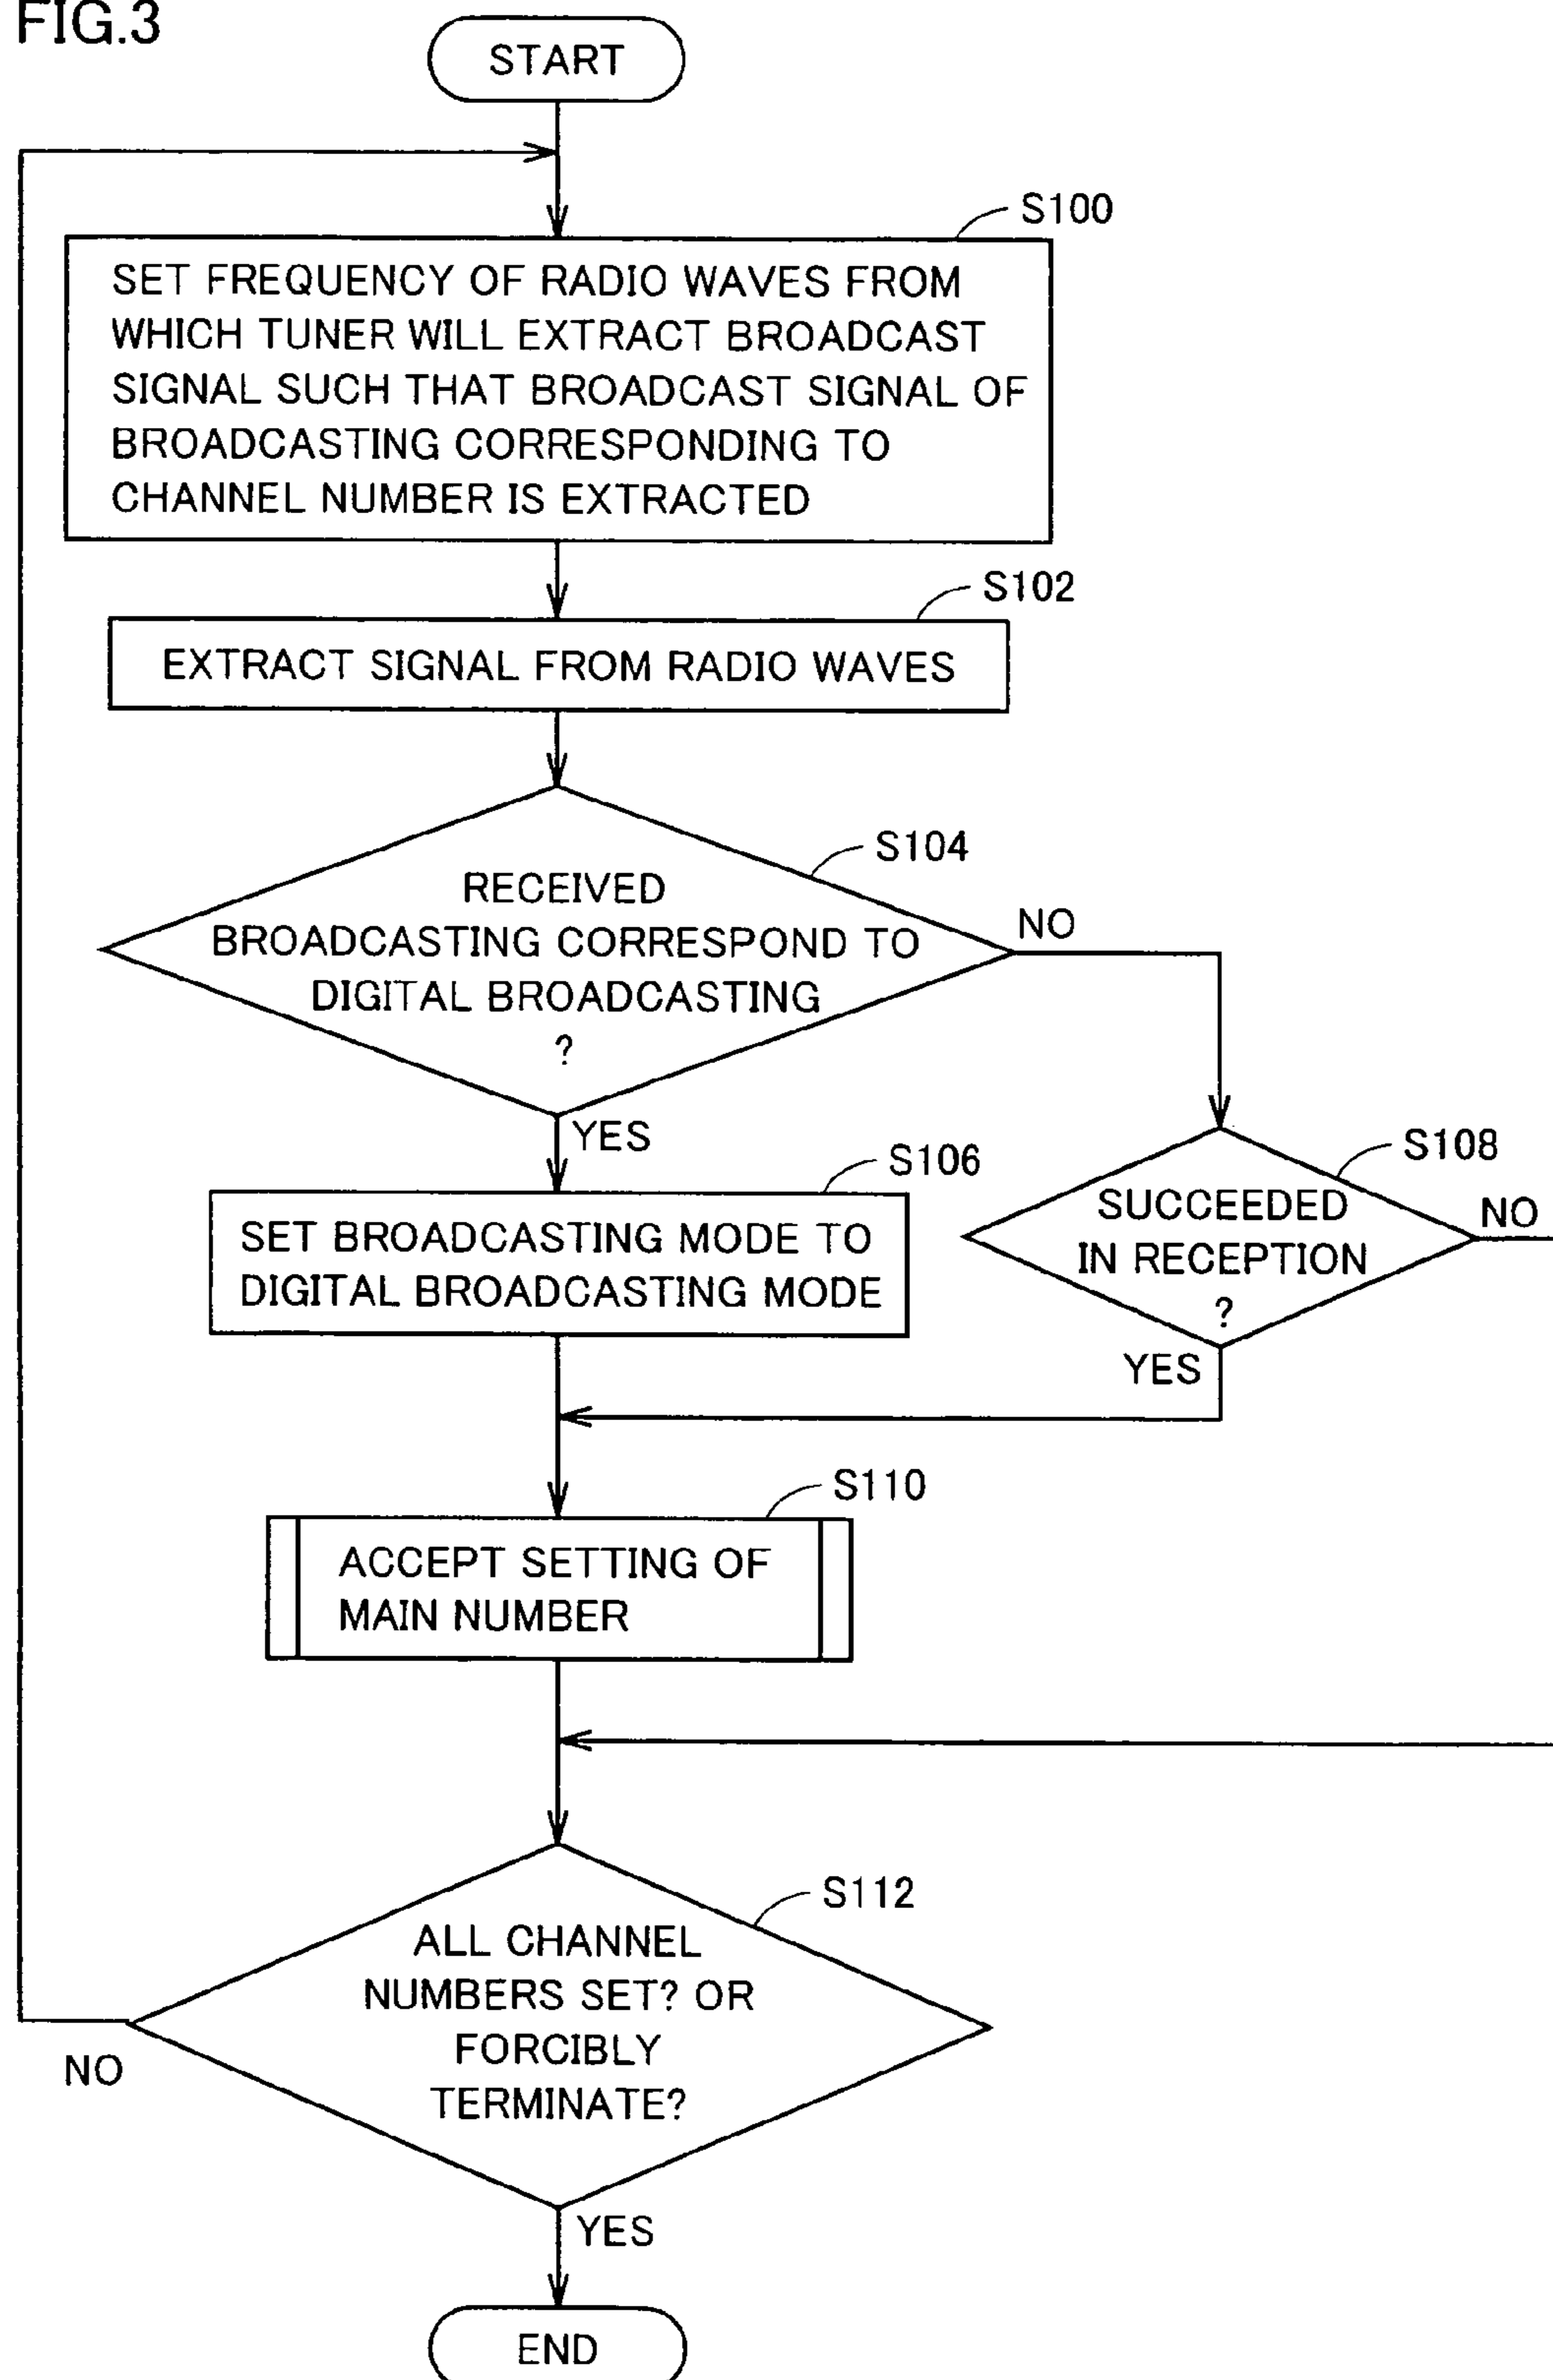 FIG.3
START
S100
SET FREQUENCY OF RADIO WAVES FROM
WHICH TUNER WILL EXTRACT BROADCAST
SIGNAL SUCH THAT BROADCAST SIGNAL OF
BROADCASTING CORRESPONDING TO
CHANNEL NUMBER IS EXTRACTED
S102
EXTRACT SIGNAL FROM RADIO WAVES
S104
RECEIVED
BROADCASTING CORRESPOND TO
DIGITAL BROADCASTING
?
NO
YES
S106
SET BROADCASTING MODE TO
DIGITAL BROADCASTING MODE
S108
SUCCEEDED
IN RECEPTION
?
NO
YES
S110
ACCEPT SETTING OF
MAIN NUMBER
S112
ALL CHANNEL
NUMBERS SET? OR
FORCIBLY
TERMINATE?
NO
YES
END